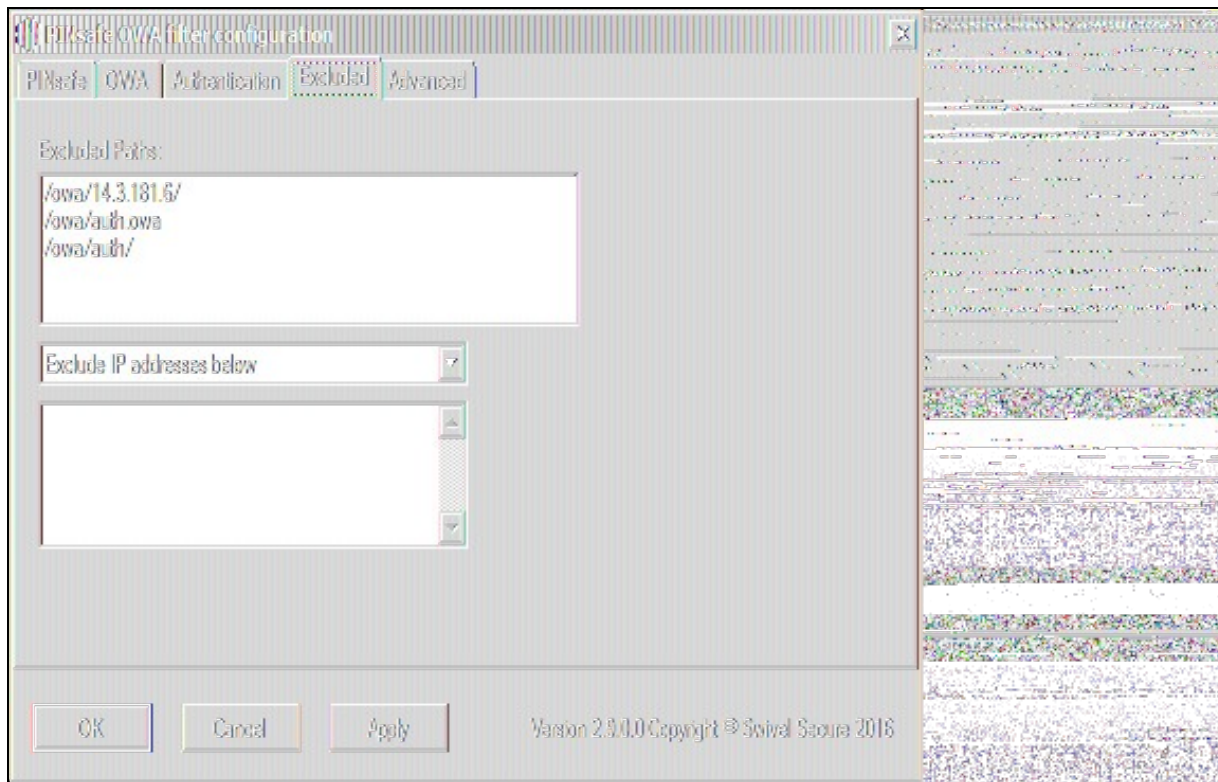 PINsafe OWA filter configuration
PINsafe OWA Authentication Excluded Advanced
Excluded Paths:
/owa/14.3.181.6/
/owa/auth.owa
/owa/auth/
Exclude IP addresses below
OK Cancel Apply Version 2.9.0.0 Copyright © Swivel Secure 2016